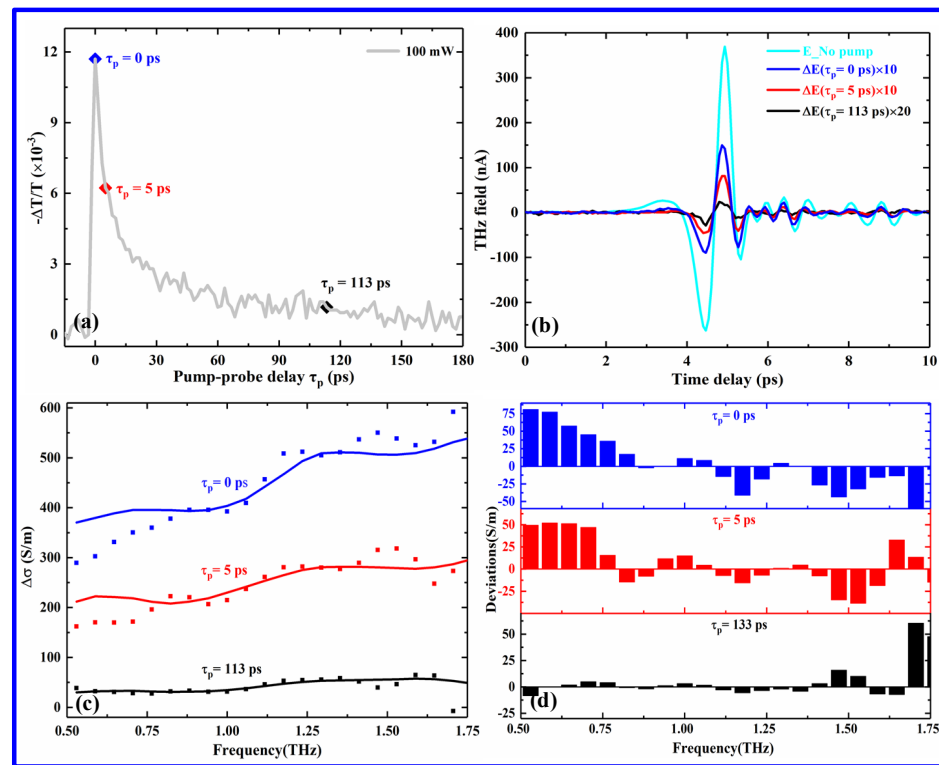 -ΔT/T (×10⁻³)
12
9
6
3
0
100 mW
τp = 0 ps
τp = 5 ps
τp = 113 ps
(a)
0 30 60 90 120 150 180
Pump-probe delay τp (ps)
THz field (nA)
400
300
200
100
0
-100
-200
-300
E_No pump
ΔE(τp= 0 ps)×10
ΔE(τp= 5 ps)×10
ΔE(τp= 113 ps)×20
(b)
0 2 4 6 8 10
Time delay (ps)
Δσ (S/m)
600
500
400
300
200
100
0
τp= 0 ps
τp= 5 ps
τp= 113 ps
(c)
0.50 0.75 1.00 1.25 1.50 1.75
Frequency(THz)
Deviations(S/m)
75
50
25
0
-25
-50
τp= 0 ps
50
25
0
-25
τp= 5 ps
50
25
0
-25
τp= 133 ps
(d)
0.50 0.75 1.00 1.25 1.50 1.75
Frequency(THz)